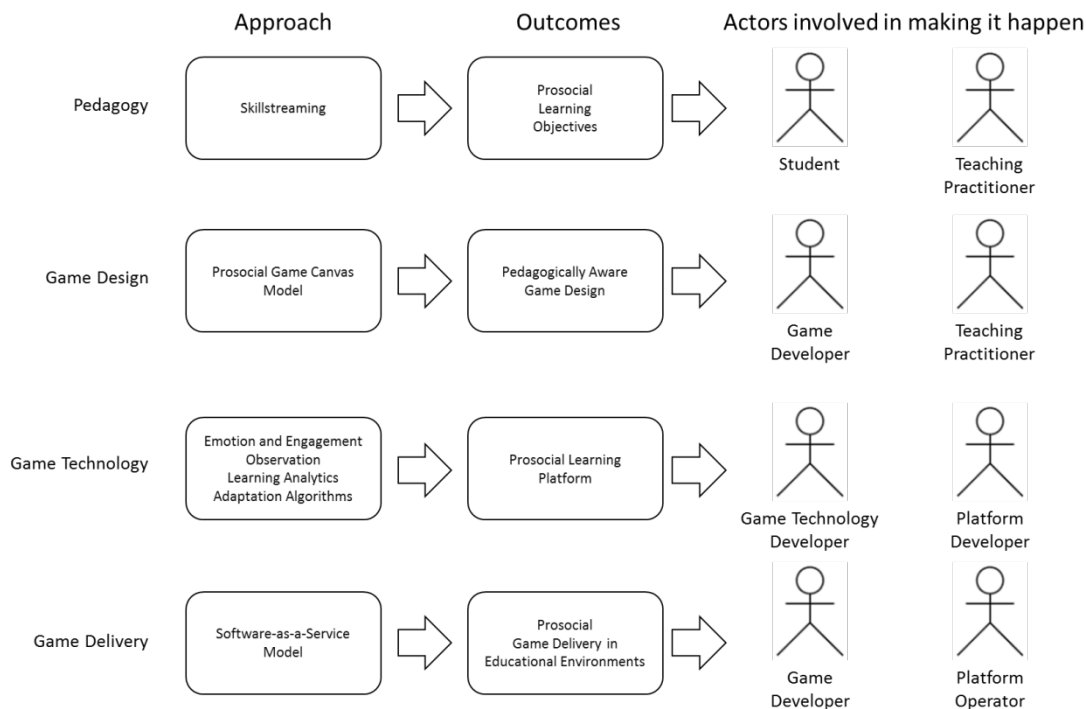 Approach
Outcomes
Actors involved in making it happen
Pedagogy
Skillstreaming
Prosocial
Learning
Objectives
Student
Teaching
Practitioner
Game Design
Prosocial Game Canvas
Model
Pedagogically Aware
Game Design
Game
Developer
Teaching
Practitioner
Game Technology
Emotion and Engagement
Observation
Learning Analytics
Adaptation Algorithms
Prosocial Learning
Platform
Game Technology
Developer
Platform
Developer
Game Delivery
Software-as-a-Service
Model
Prosocial
Game Delivery in
Educational Environments
Game
Developer
Platform
Operator